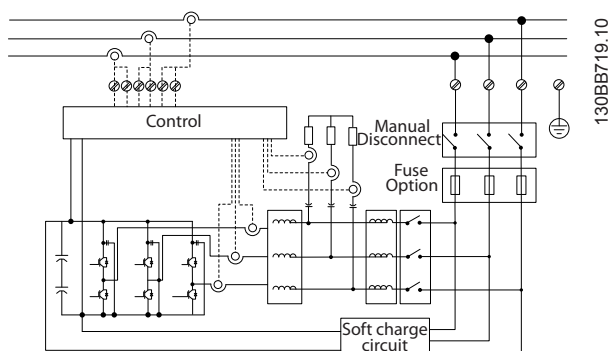 130BB719.10
Control
Manual
Disconnect
Fuse
Option
Soft charge
circuit